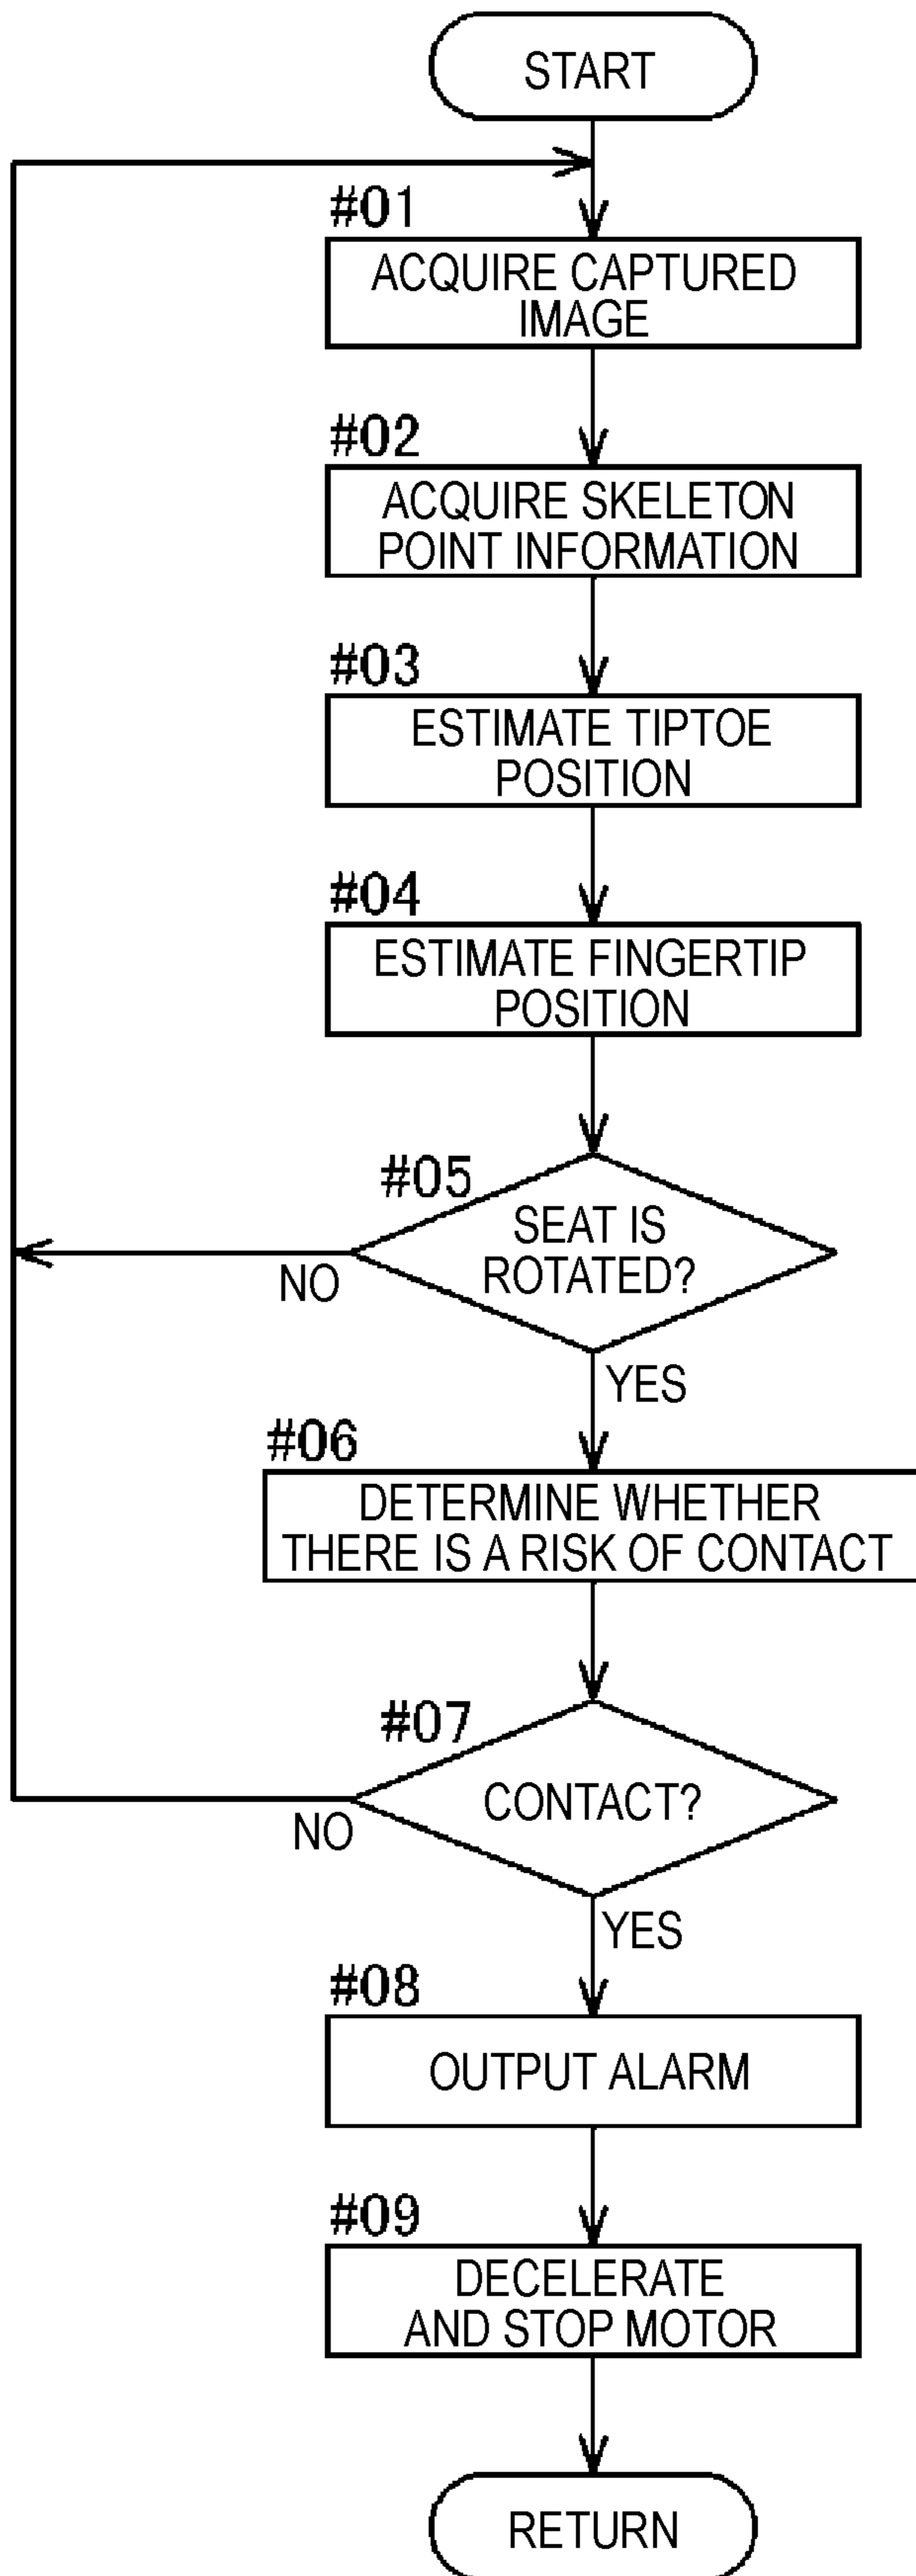 START
#01
ACQUIRE CAPTURED
IMAGE
#02
ACQUIRE SKELETON
POINT INFORMATION
#03
ESTIMATE TIPTOE
POSITION
#04
ESTIMATE FINGERTIP
POSITION
#05
SEAT IS
ROTATED?
NO
YES
#06
DETERMINE WHETHER
THERE IS A RISK OF CONTACT
#07
CONTACT?
NO
YES
#08
OUTPUT ALARM
#09
DECELERATE
AND STOP MOTOR
RETURN